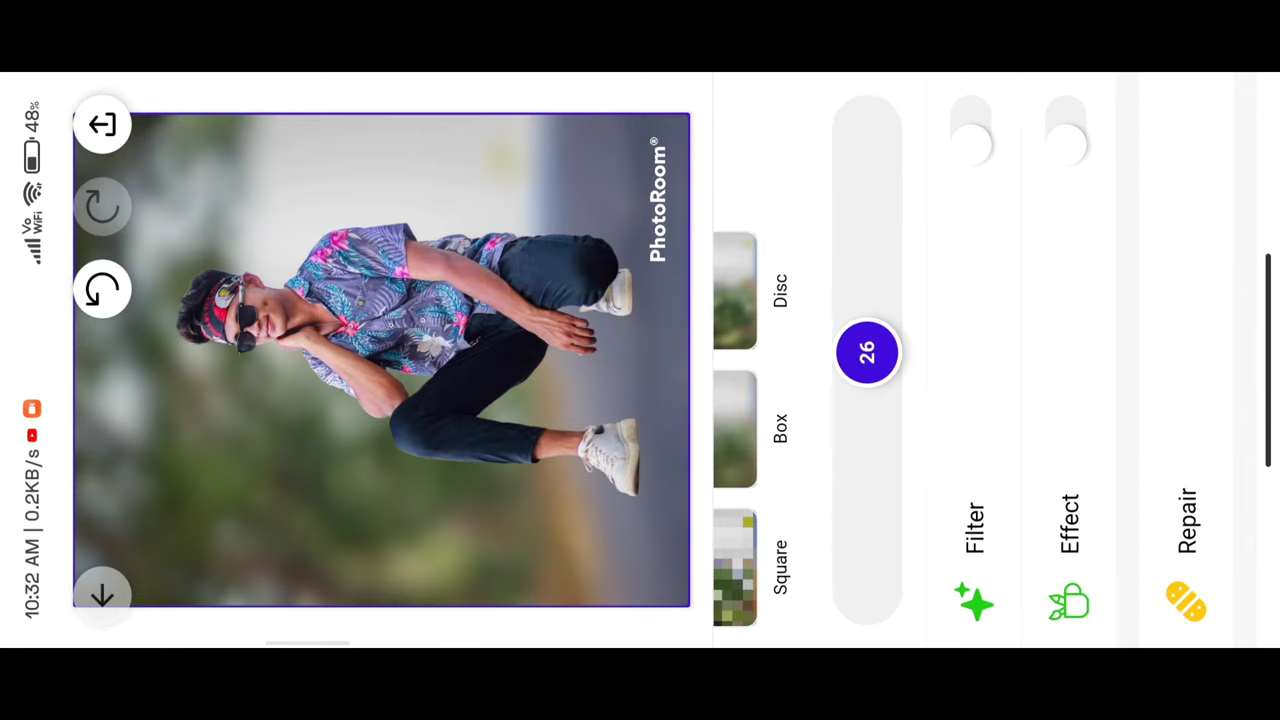 10:32 AM | 0.2KB/s
Vo
WiFi
48%
PhotoRoom®
Square
Box
Disc
26
Filter
Effect
Repair